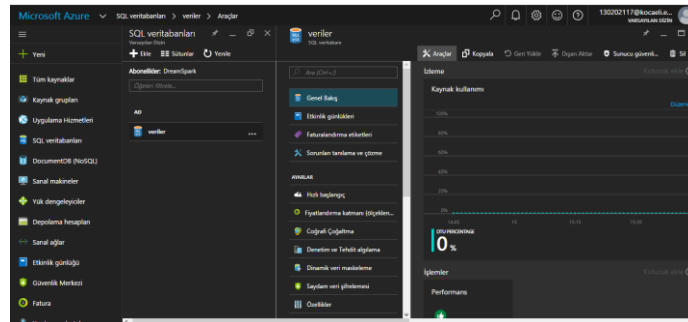 Microsoft Azure SQL veritabanları > veriler > Araçlar
130202117@kocaeli.e...
VARSAYILAN DİZİN
Yeni
Tüm kaynaklar
Kaynak grupları
Uygulama Hizmetleri
SQL veritabanları
DocumentDB (NoSQL)
Sanal makineler
Yük dengeleyiciler
Depolama hesapları
Sanal ağlar
Etkinlik günlüğü
Güvenlik Merkezi
Fatura
SQL veritabanları
Varsayılan Dizin
Ekle Sütunlar Yenile
Abonelikler: DreamSpark
Öğeleri filtrele...
AD
veriler ...
veriler
SQL veritabanı
Ara (Ctrl+/)
Genel Bakış
Etkinlik günlükleri
Faturalandırma etiketleri
Sorunları tanılama ve çözme
AYARLAR
Hızlı başlangıç
Fiyatlandırma katmanı (ölçeklen...
Coğrafi Çoğaltma
Denetim ve Tehdit algılama
Dinamik veri maskeleme
Saydam veri şifrelemesi
Özellikler
Araçlar Kopyala Geri Yükle Dışarı Aktar Sunucu güvenli... Sil
İzleme
Kaynak kullanımı
100%
80%
60%
40%
20%
0%
DTU PERCENTAGE
0 %
İşlemler
Performans